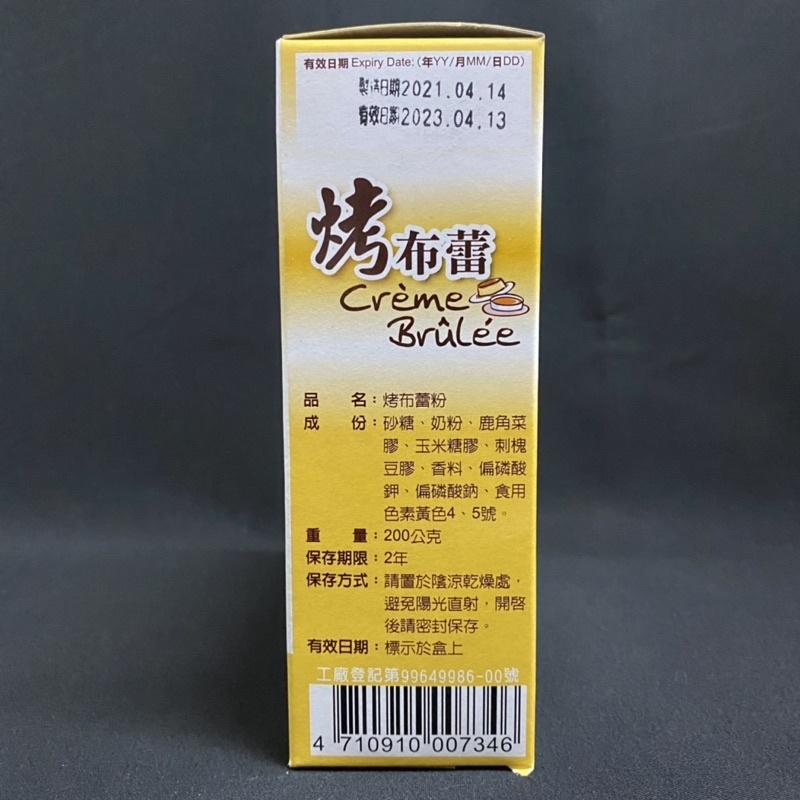 有效日期 Expiry Date: (年YY/月MM/日DD)
製造日期2021.04.14
有效日期2023.04.13
烤布蕾
Crème
Brûlée
品　　名：烤布蕾粉
成　　份：砂糖、奶粉、鹿角菜
膠、玉米糖膠、刺槐
豆膠、香料、偏磷酸
鉀、偏磷酸鈉、食用
色素黃色4、5號。
重　　量：200公克
保存期限：2年
保存方式：請置於陰涼乾燥處，
避免陽光直射，開啓
後請密封保存。
有效日期：標示於盒上
工廠登記第99649986-00號
4 710910 007346